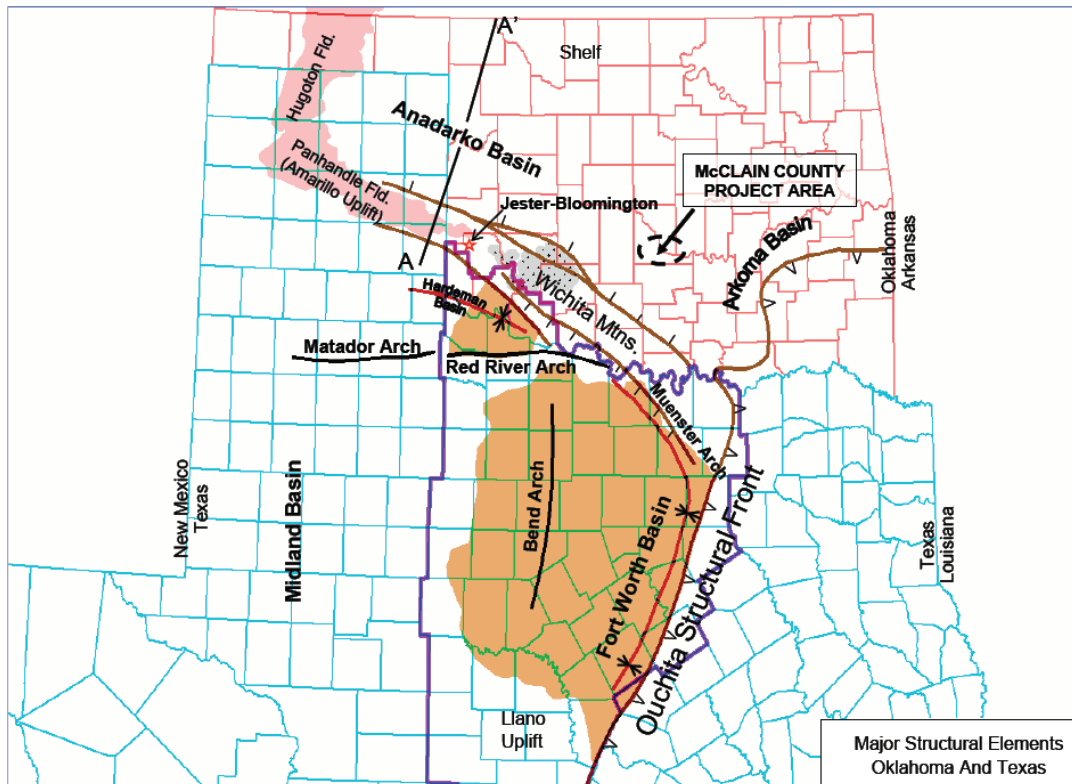 A'
Shelf
Hugoton Fld.
Anadarko Basin
Panhandle Fld.
(Amarillo Uplift)
McCLAIN COUNTY
PROJECT AREA
Jester-Bloomington
A
Arkoma Basin
Oklahoma
Arkansas
Wichita Mtns.
Hardeman
Basin
Matador Arch
Red River Arch
Muenster Arch
New Mexico
Texas
Midland Basin
Bend Arch
Fort Worth Basin
Ouchita Structural Front
Texas
Louisiana
Llano
Uplift
Major Structural Elements
Oklahoma And Texas